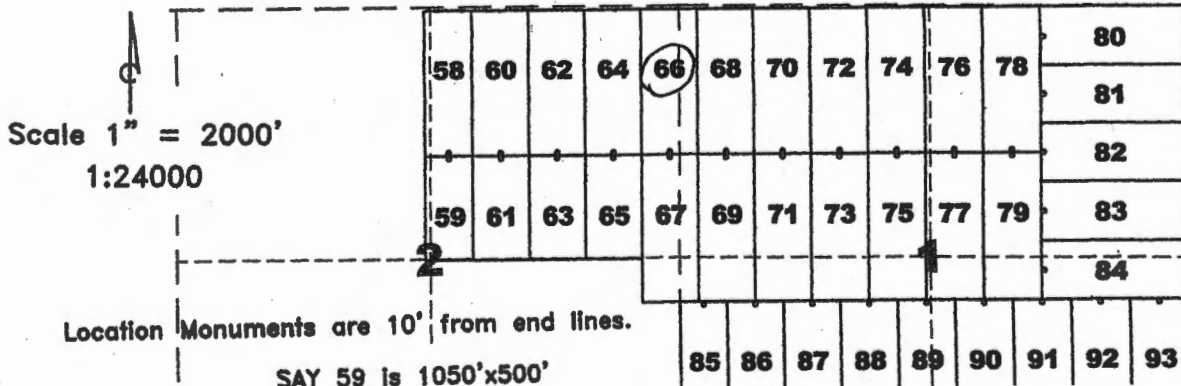 80
58 60 62 64 66 68 70 72 74 76 78
81
Scale 1" = 2000'
1:24000
82
59 61 63 65 67 69 71 73 75 77 79
83
2
1
84
Location Monuments are 10' from end lines.
85 86 87 88 89 90 91 92 93
SAY 59 is 1050'x500'